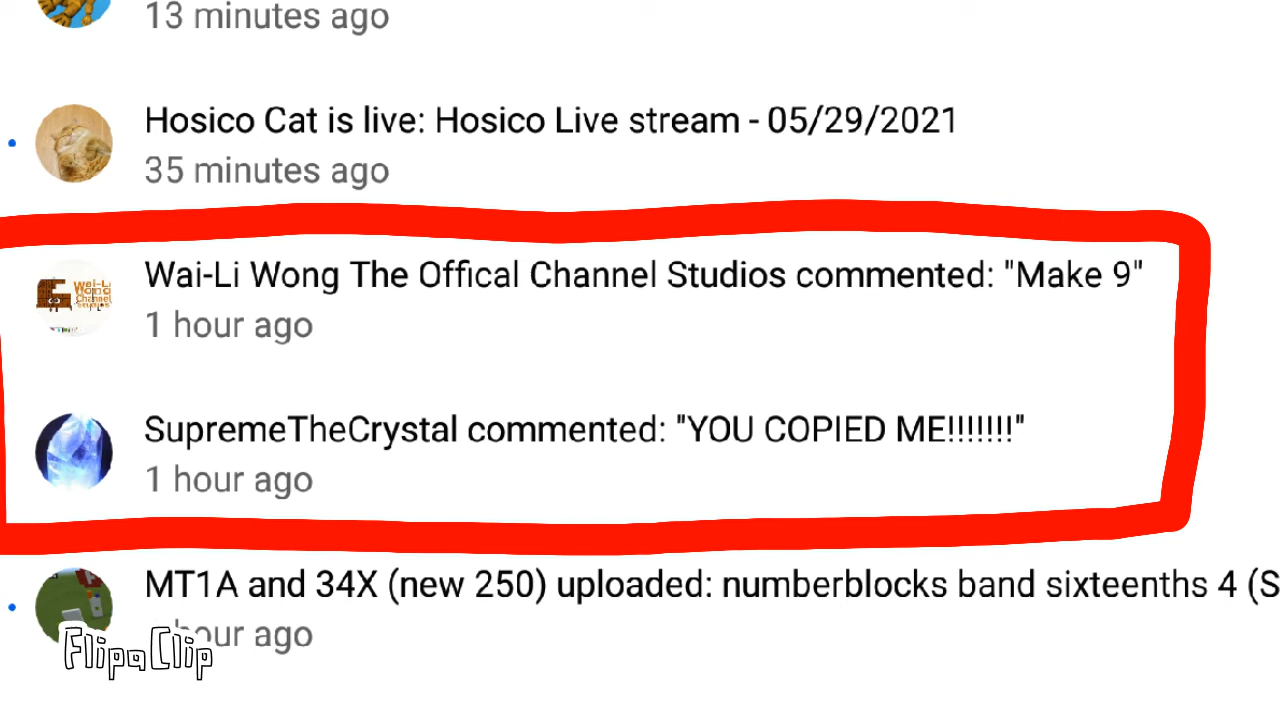 13 minutes ago
Hosico Cat is live: Hosico Live stream - 05/29/2021
35 minutes ago
Wai-Li Wong The Offical Channel Studios commented: "Make 9"
1 hour ago
SupremeTheCrystal commented: "YOU COPIED ME!!!!!!!"
1 hour ago
MT1A and 34X (new 250) uploaded: numberblocks band sixteenths 4 (S
hour ago
FlipaClip